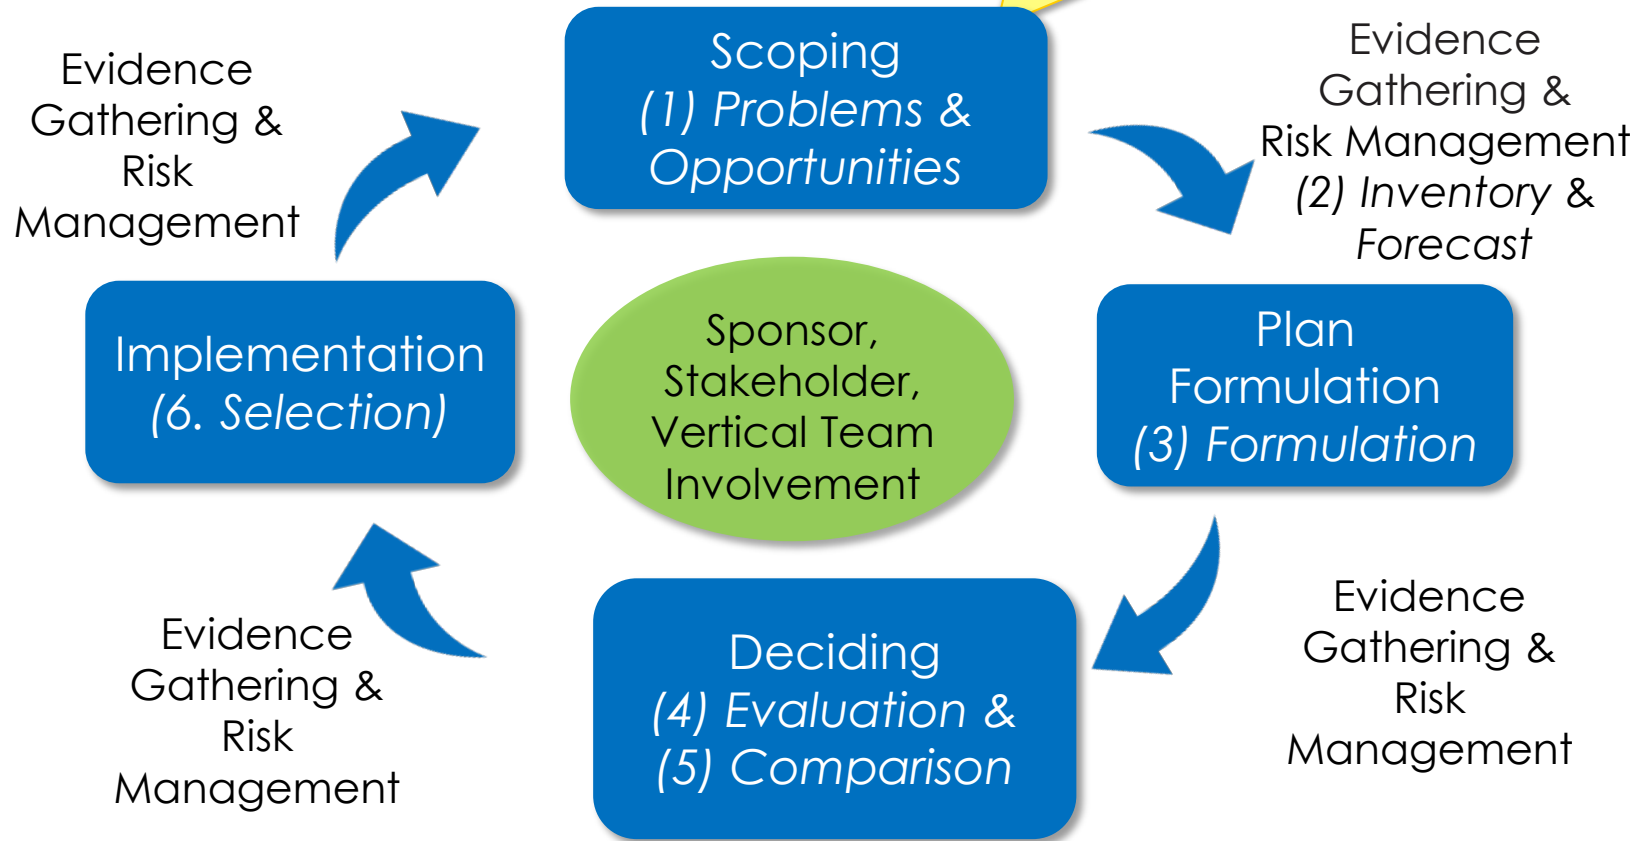 Scoping
(1) Problems &
Opportunities
Evidence
Gathering &
Risk Management
(2) Inventory &
Forecast
Plan
Formulation
(3) Formulation
Evidence
Gathering &
Risk
Management
Deciding
(4) Evaluation &
(5) Comparison
Evidence
Gathering &
Risk
Management
Implementation
(6. Selection)
Evidence
Gathering &
Risk
Management
Sponsor,
Stakeholder,
Vertical Team
Involvement